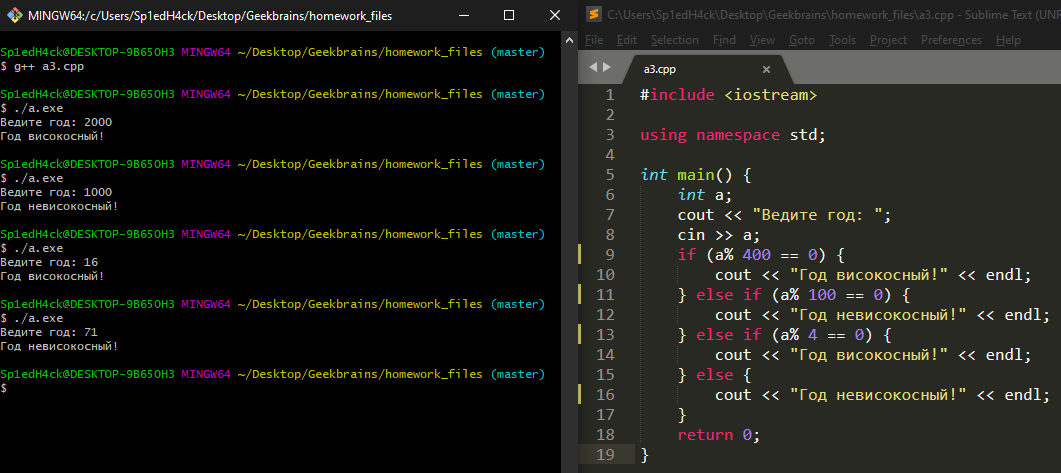 MINGW64:/c/Users/Sp1edH4ck/Desktop/Geekbrains/homework_files
Sp1edH4ck@DESKTOP-9B65OH3 MINGW64 ~/Desktop/Geekbrains/homework_files (master)
$ g++ a3.cpp
Sp1edH4ck@DESKTOP-9B65OH3 MINGW64 ~/Desktop/Geekbrains/homework_files (master)
$ ./a.exe
Ведите год: 2000
Год високосный!
Sp1edH4ck@DESKTOP-9B65OH3 MINGW64 ~/Desktop/Geekbrains/homework_files (master)
$ ./a.exe
Ведите год: 1000
Год невисокосный!
Sp1edH4ck@DESKTOP-9B65OH3 MINGW64 ~/Desktop/Geekbrains/homework_files (master)
$ ./a.exe
Ведите год: 16
Год високосный!
Sp1edH4ck@DESKTOP-9B65OH3 MINGW64 ~/Desktop/Geekbrains/homework_files (master)
$ ./a.exe
Ведите год: 71
Год невисокосный!
Sp1edH4ck@DESKTOP-9B65OH3 MINGW64 ~/Desktop/Geekbrains/homework_files (master)
$
C:\Users\Sp1edH4ck\Desktop\Geekbrains\homework_files\a3.cpp - Sublime Text (UNR
File Edit Selection Find View Goto Tools Project Preferences Help
a3.cpp
1 #include <iostream>
2
3 using namespace std;
4
5 int main() {
6 int a;
7 cout << "Ведите год: ";
8 cin >> a;
9 if (a% 400 == 0) {
10 cout << "Год високосный!" << endl;
11 } else if (a% 100 == 0) {
12 cout << "Год невисокосный!" << endl;
13 } else if (a% 4 == 0) {
14 cout << "Год високосный!" << endl;
15 } else {
16 cout << "Год невисокосный!" << endl;
17 }
18 return 0;
19 }